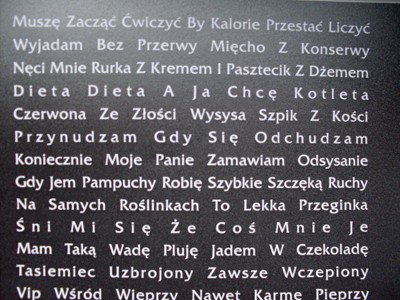 Muszę Zacząć Ćwiczyć By Kalorie Przestać Liczyć
Wyjadam Bez Przerwy Mięcho Z Konserwy
Nęci Mnie Rurka Z Kremem I Pasztecik Z Dżemem
Dieta Dieta A Ja Chcę Kotleta
Czerwona Ze Złości Wysysa Szpik Z Kości
Przynudzam Gdy Się Odchudzam
Koniecznie Moje Panie Zamawiam Odsysanie
Gdy Jem Pampuchy Robię Szybkie Szczęką Ruchy
Na Samych Roślinkach To Lekka Przeginka
Śni Mi Się Że Coś Mnie Je
Mam Taką Wadę Pluję Jadem W Czekoladę
Tasiemiec Uzbrojony Zawsze Wczepiony
Vip Wśród Wieprzy Nawet Karmę Pieprzy